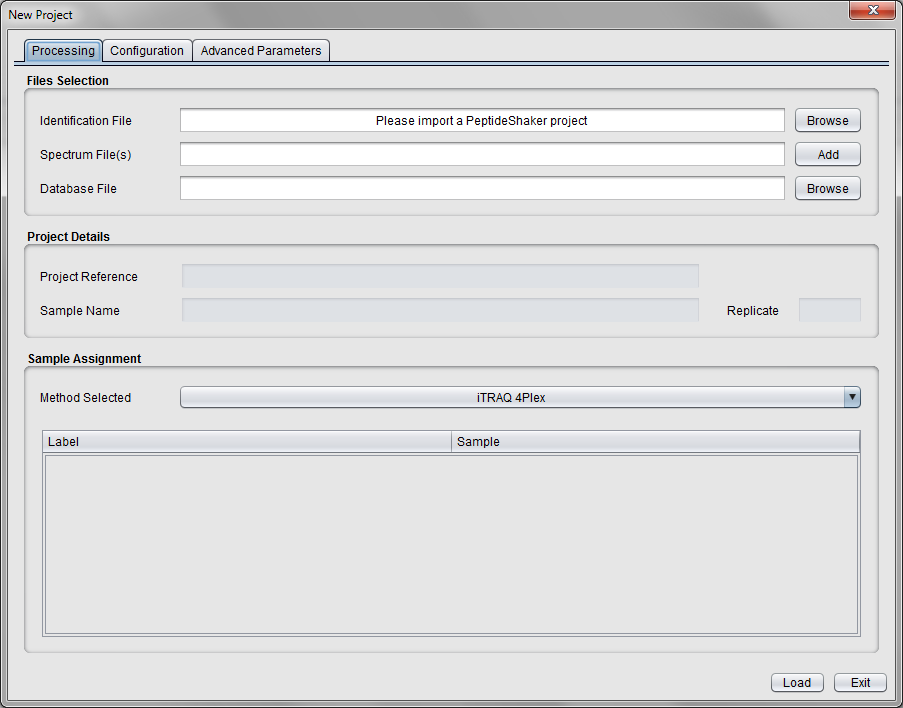 New Project
Processing Configuration Advanced Parameters
Files Selection
Identification File Please import a PeptideShaker project Browse
Spectrum File(s) Add
Database File Browse
Project Details
Project Reference
Sample Name Replicate
Sample Assignment
Method Selected iTRAQ 4Plex
Label Sample
Load Exit